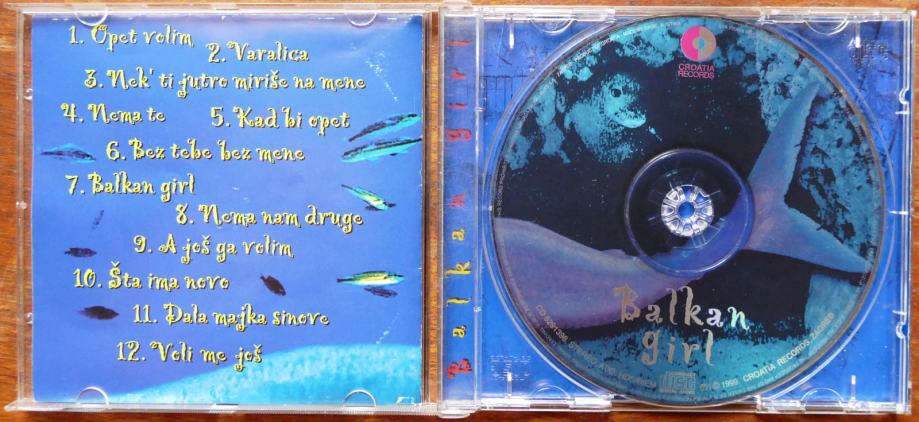 1. Opet volim
2. Varalica
3. Nek' ti jutro miriše na mene
4. Nema te
5. Kad bi opet
6. Bez tebe bez mene
7. Balkan girl
8. Nema nam druge
9. A još ga volim
10. Šta ima novo
11. Dala majka sinove
12. Voli me još
Balkan girl
CROATIA
RECORDS
Balkan
girl
STEREO
CROATIA RECORDS, ZAGREB